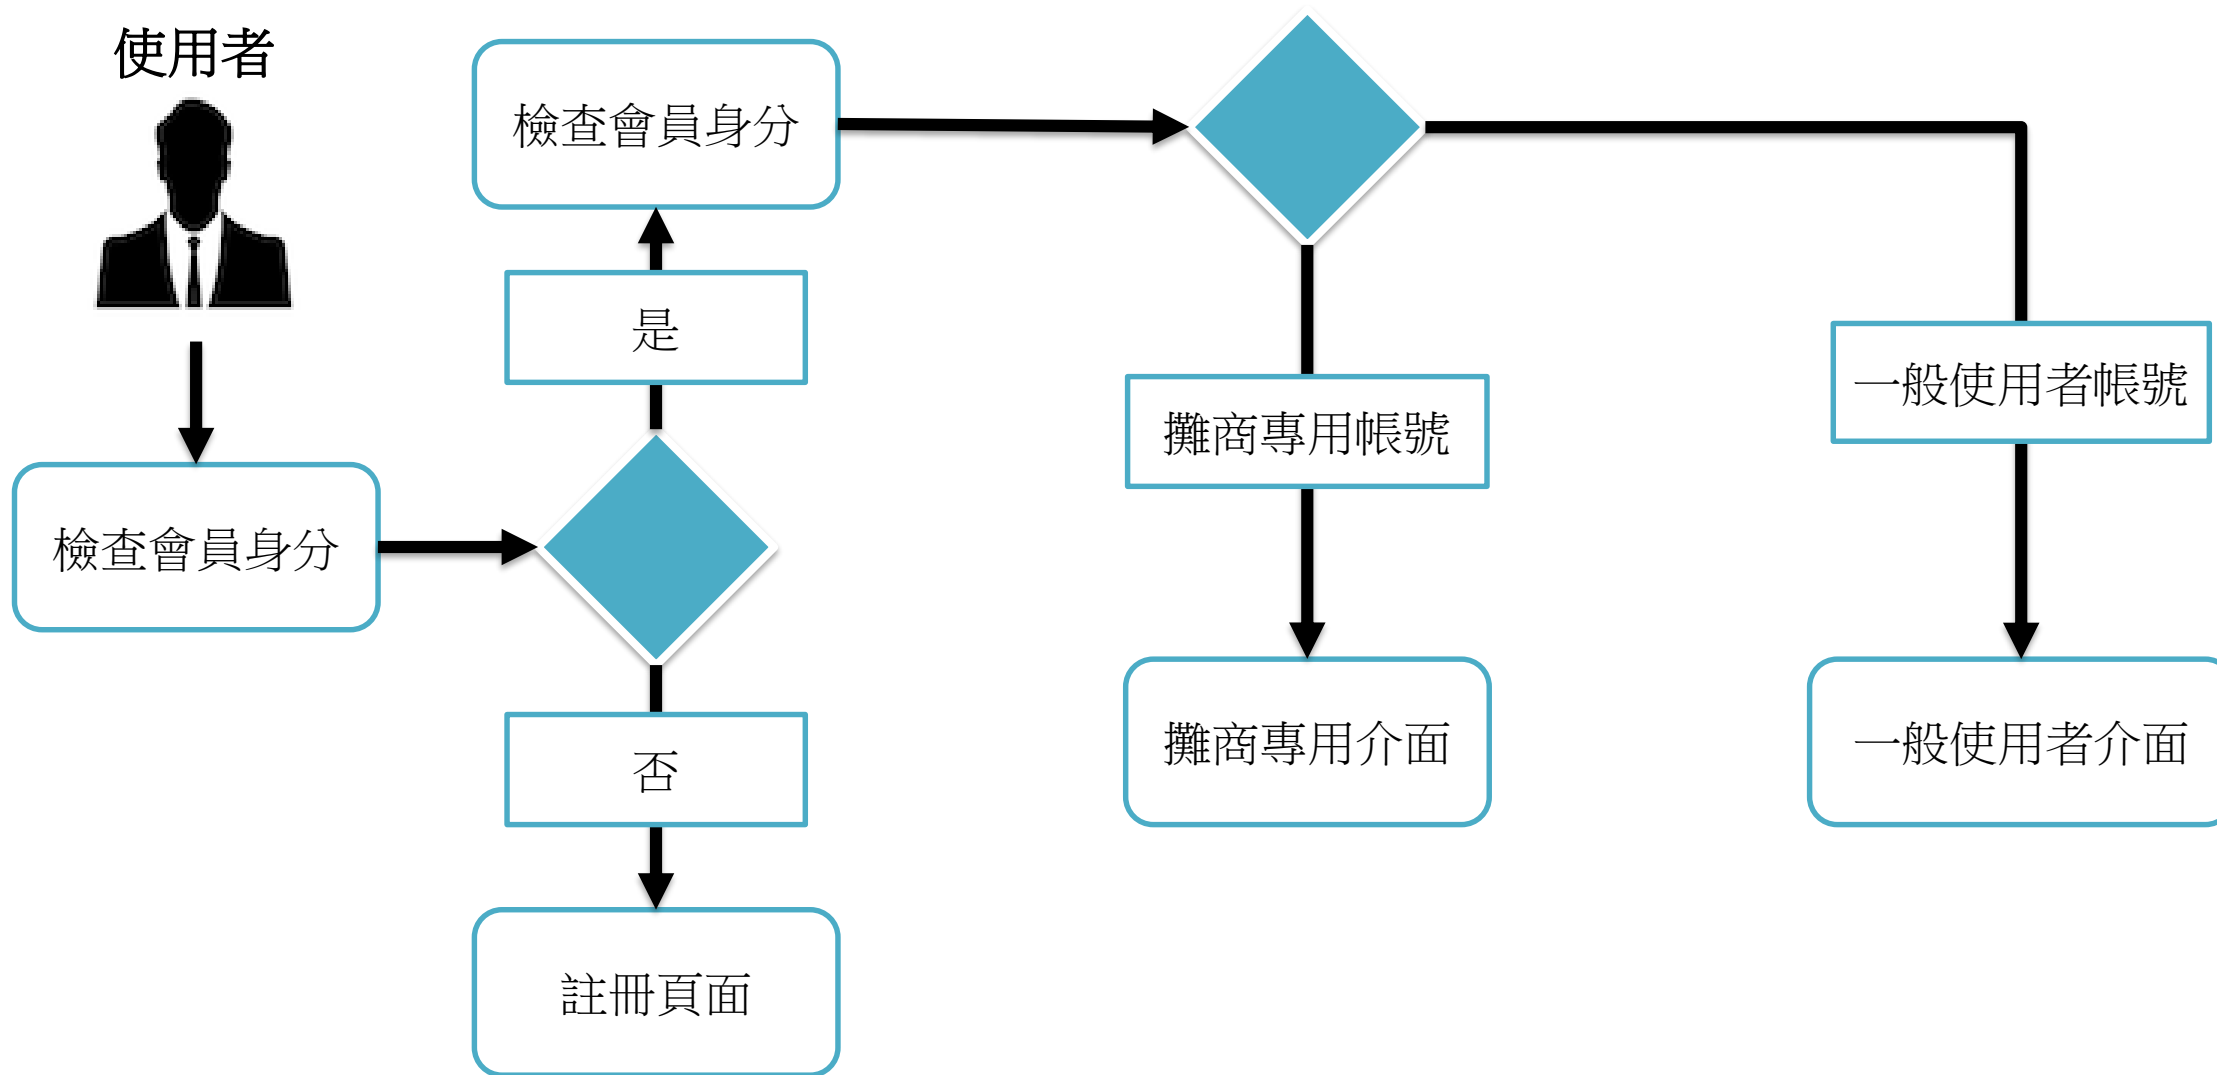 使用者
檢查會員身分
是
檢查會員身分
否
註冊頁面
攤商專用帳號
一般使用者帳號
攤商專用介面
一般使用者介面